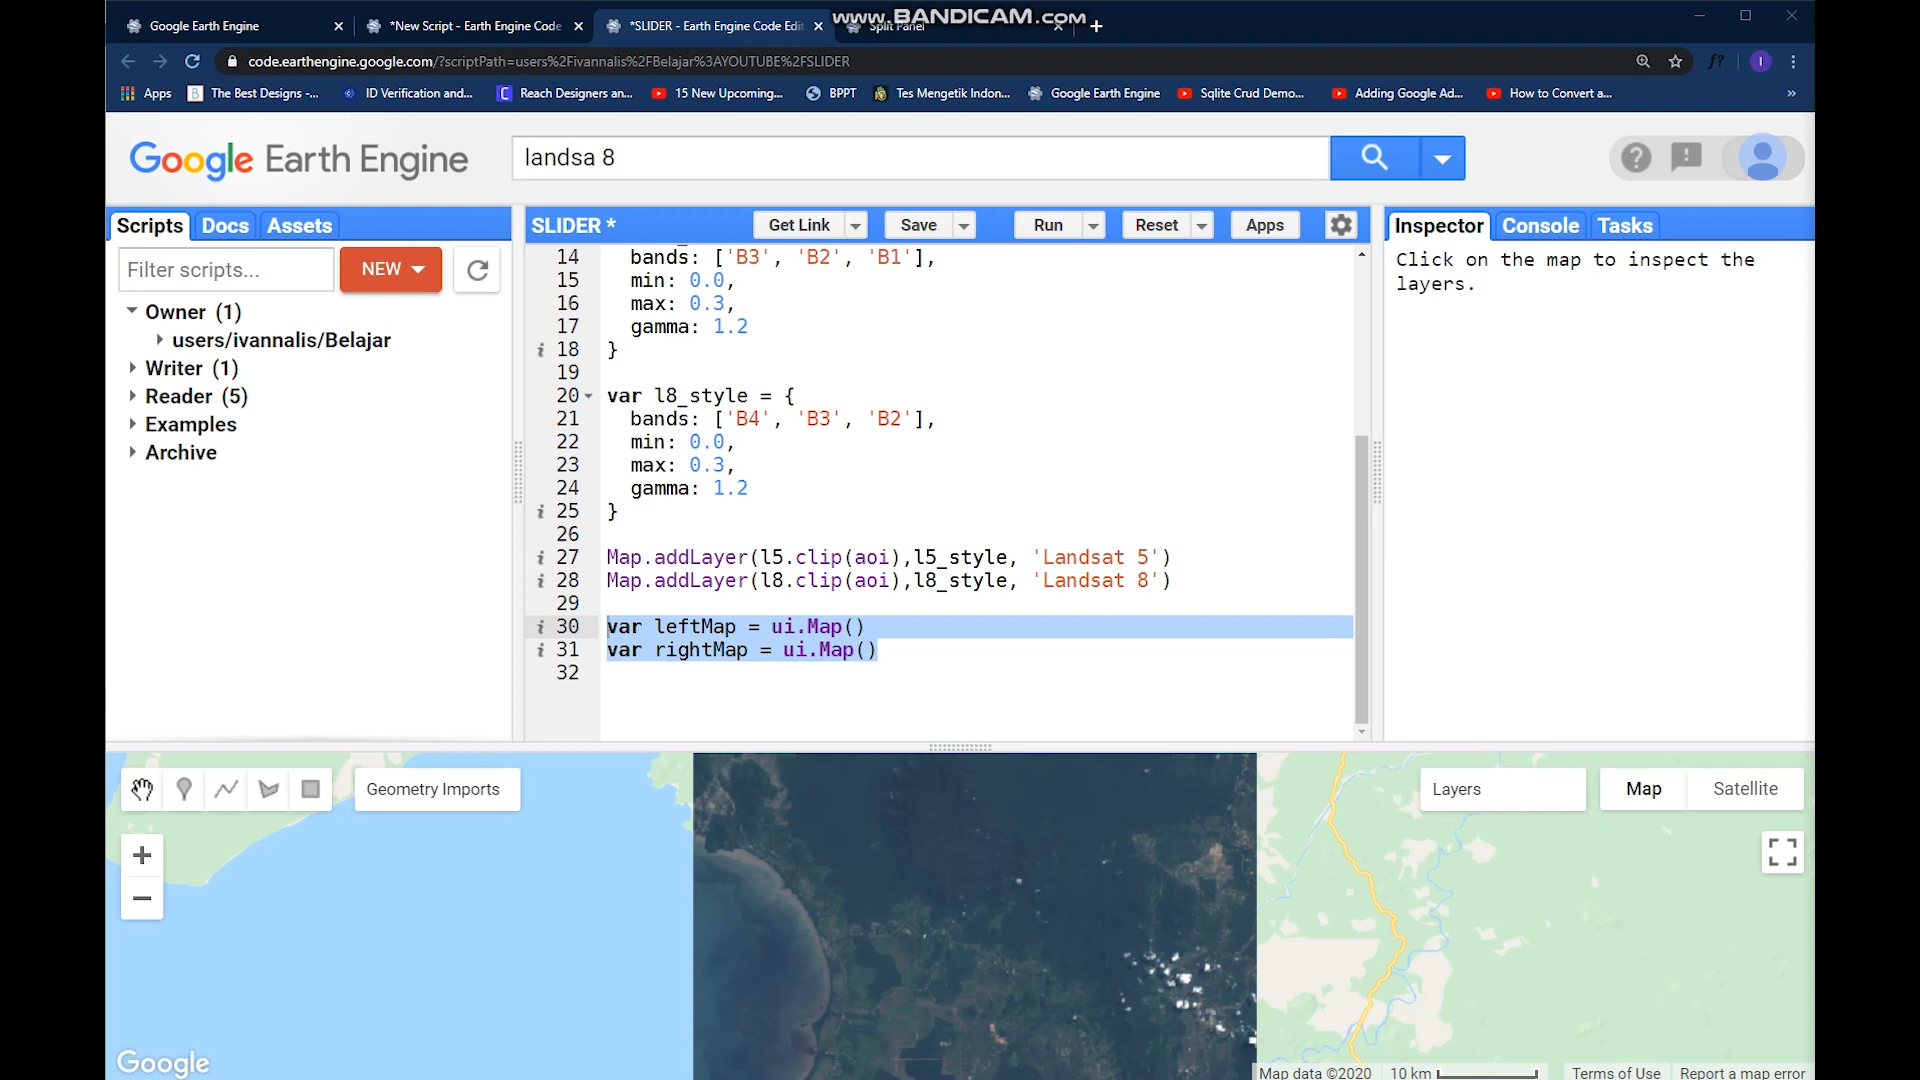 www.BANDICAM.com
Google Earth Engine
*New Script - Earth Engine Code
*SLIDER - Earth Engine Code Edit
Split Panel
code.earthengine.google.com/?scriptPath=users%2Fivannalis%2FBelajar%3AYOUTUBE%2FSLIDER
f?
I
Apps
The Best Designs -...
ID Verification and...
Reach Designers an...
15 New Upcoming...
BPPT
Tes Mengetik Indon...
Google Earth Engine
Sqlite Crud Demo...
Adding Google Ad...
How to Convert a...
»
Google Earth Engine
landsa 8
Scripts Docs Assets
SLIDER *
Get Link
Save
Run
Reset
Apps
Inspector Console Tasks
Filter scripts...
NEW
Owner (1)
users/ivannalis/Belajar
Writer (1)
Reader (5)
Examples
Archive
14 bands: ['B3', 'B2', 'B1'],
15 min: 0.0,
16 max: 0.3,
17 gamma: 1.2
i 18 }
19
20 var l8_style = {
21 bands: ['B4', 'B3', 'B2'],
22 min: 0.0,
23 max: 0.3,
24 gamma: 1.2
i 25 }
26
i 27 Map.addLayer(l5.clip(aoi),l5_style, 'Landsat 5')
i 28 Map.addLayer(l8.clip(aoi),l8_style, 'Landsat 8')
29
i 30 var leftMap = ui.Map()
i 31 var rightMap = ui.Map()
32
Click on the map to inspect the
layers.
Geometry Imports
Layers
Map
Satellite
+
−
Google
Map data ©2020
10 km
Terms of Use
Report a map error